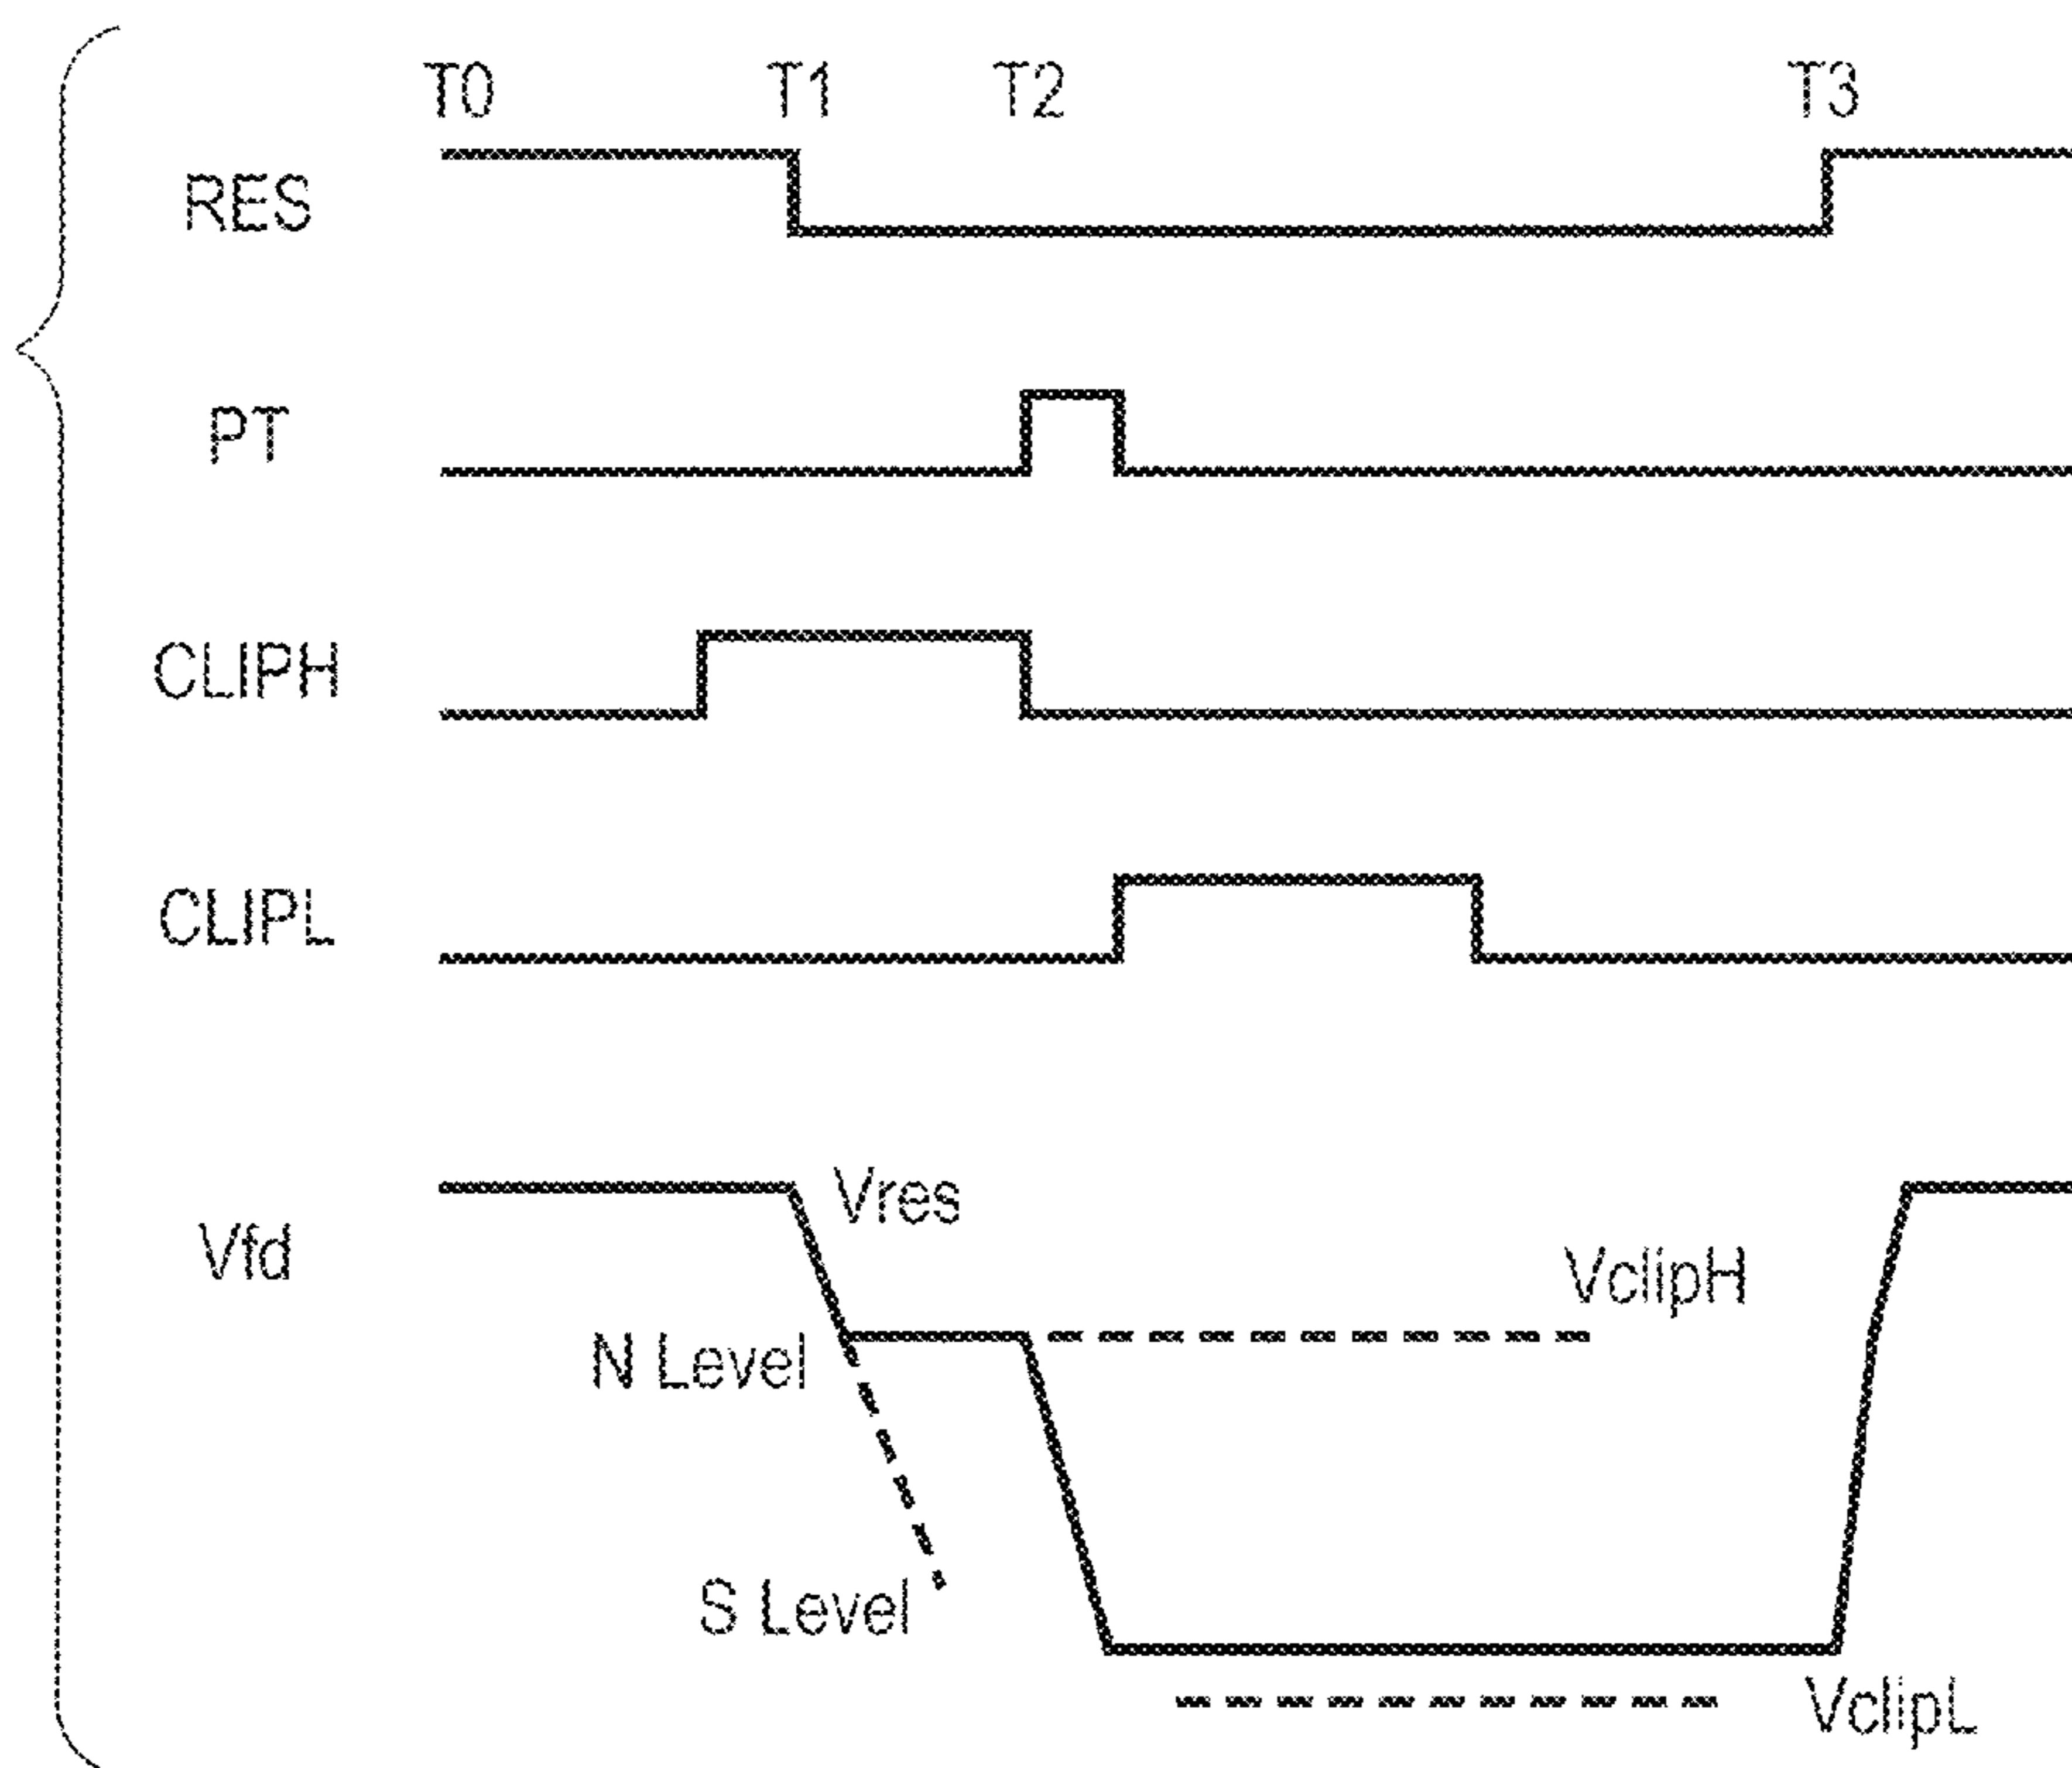 T0 T1 T2 T3
RES
PT
CLIPH
CLIPL
Vres
Vfd
VclipH
N Level
S Level
VclipL